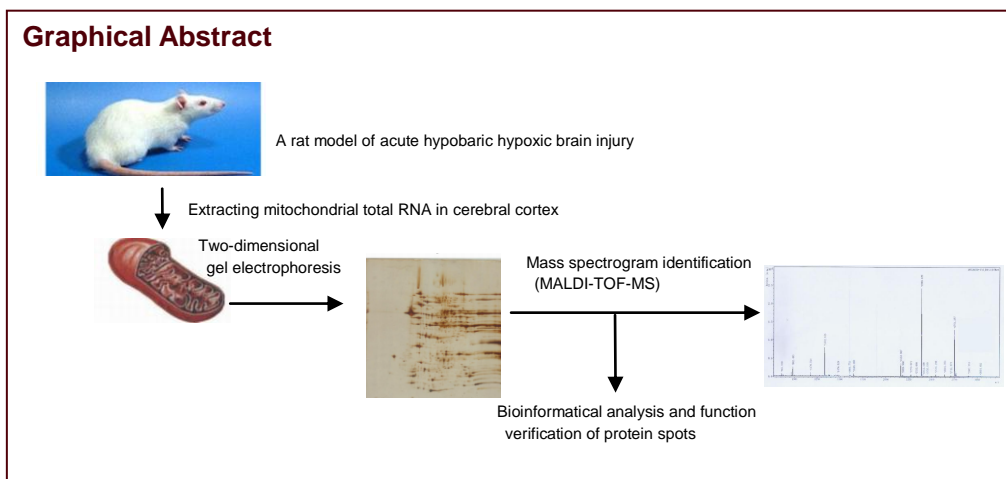 Graphical Abstract
A rat model of acute hypobaric hypoxic brain injury
Extracting mitochondrial total RNA in cerebral cortex
Two-dimensional
gel electrophoresis
Mass spectrogram identification
(MALDI-TOF-MS)
Bioinformatical analysis and function
verification of protein spots